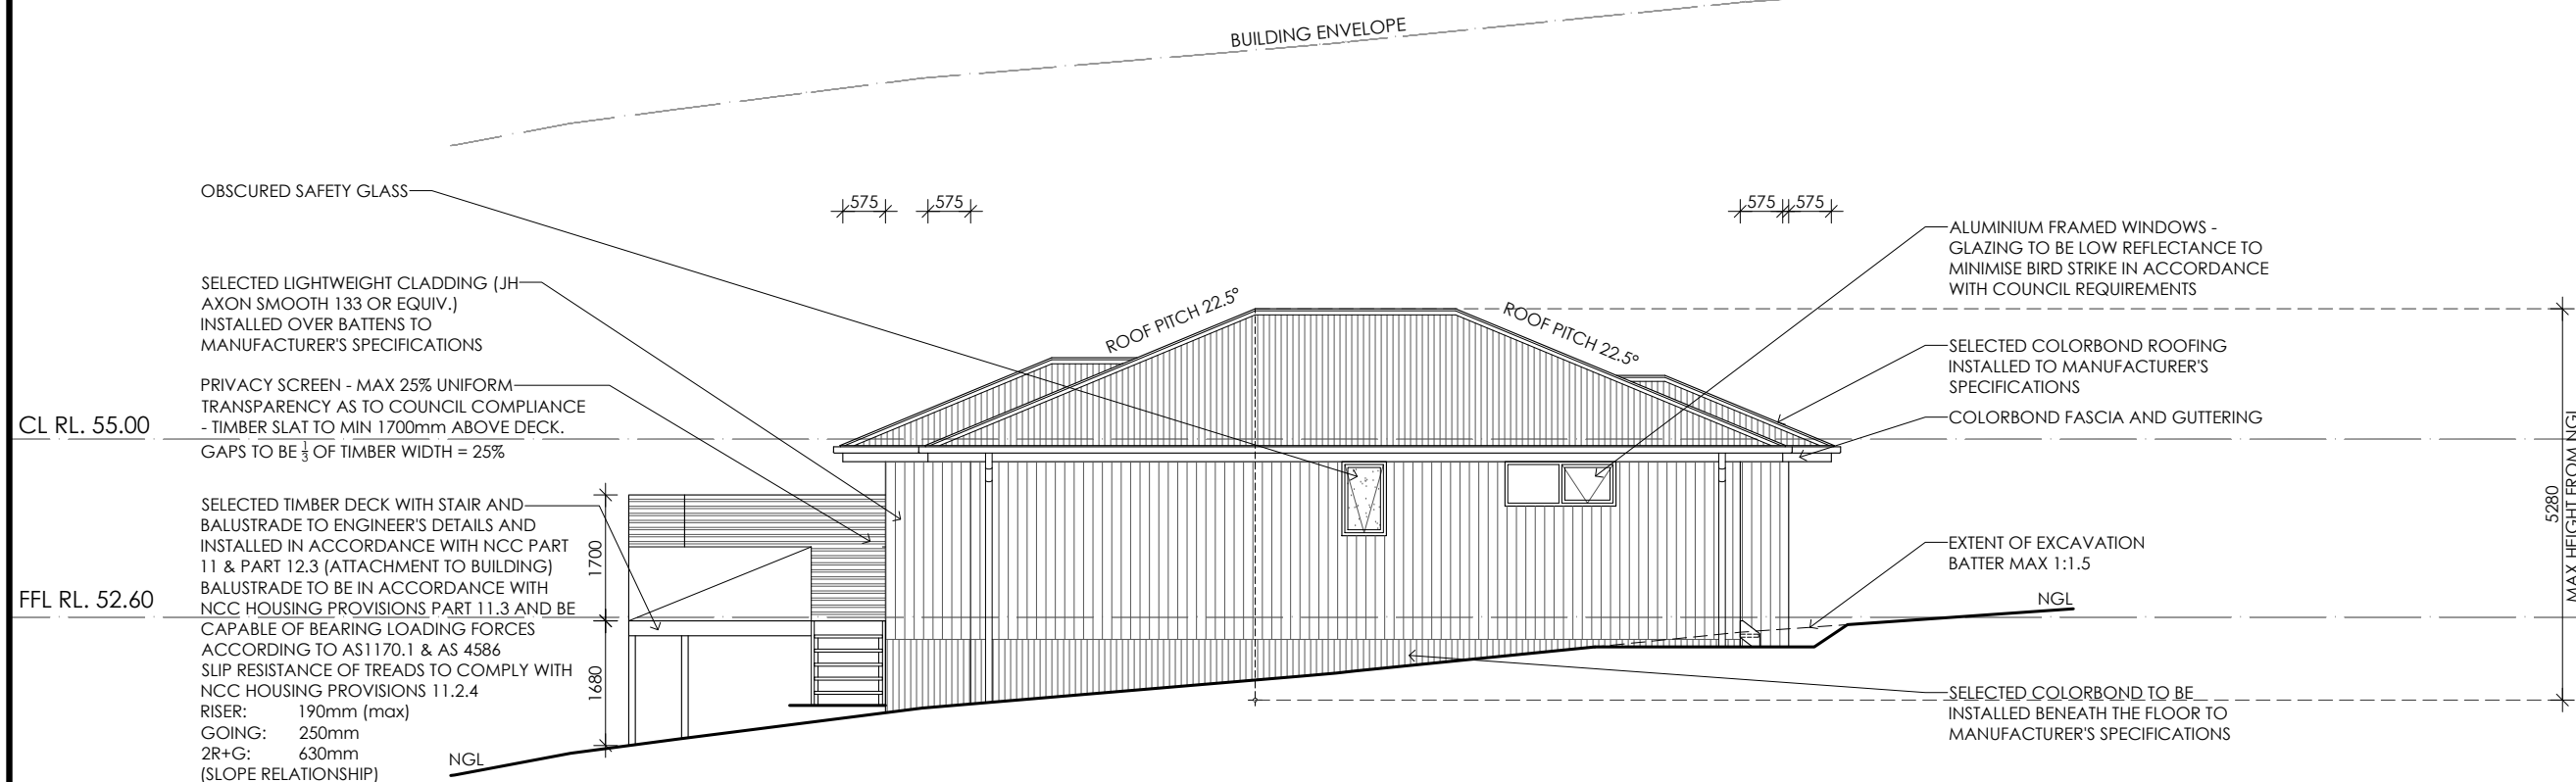 BUILDING ENVELOPE
OBSCURED SAFETY GLASS
575
575
575
575
SELECTED LIGHTWEIGHT CLADDING (JH
AXON SMOOTH 133 OR EQUIV.)
INSTALLED OVER BATTENS TO
MANUFACTURER'S SPECIFICATIONS
PRIVACY SCREEN - MAX 25% UNIFORM
TRANSPARENCY AS TO COUNCIL COMPLIANCE
- TIMBER SLAT TO MIN 1700mm ABOVE DECK.
GAPS TO BE 1/3 OF TIMBER WIDTH = 25%
CL RL. 55.00
SELECTED TIMBER DECK WITH STAIR AND
BALUSTRADE TO ENGINEER'S DETAILS AND
INSTALLED IN ACCORDANCE WITH NCC PART
11 & PART 12.3 (ATTACHMENT TO BUILDING)
BALUSTRADE TO BE IN ACCORDANCE WITH
NCC HOUSING PROVISIONS PART 11.3 AND BE
CAPABLE OF BEARING LOADING FORCES
ACCORDING TO AS1170.1 & AS 4586
SLIP RESISTANCE OF TREADS TO COMPLY WITH
NCC HOUSING PROVISIONS 11.2.4
RISER: 190mm (max)
GOING: 250mm
2R+G: 630mm
(SLOPE RELATIONSHIP)
FFL RL. 52.60
1700
1680
NGL
ROOF PITCH 22.5°
ROOF PITCH 22.5°
ALUMINIUM FRAMED WINDOWS -
GLAZING TO BE LOW REFLECTANCE TO
MINIMISE BIRD STRIKE IN ACCORDANCE
WITH COUNCIL REQUIREMENTS
SELECTED COLORBOND ROOFING
INSTALLED TO MANUFACTURER'S
SPECIFICATIONS
COLORBOND FASCIA AND GUTTERING
EXTENT OF EXCAVATION
BATTER MAX 1:1.5
NGL
SELECTED COLORBOND TO BE
INSTALLED BENEATH THE FLOOR TO
MANUFACTURER'S SPECIFICATIONS
5280
MAX HEIGHT FROM NGL